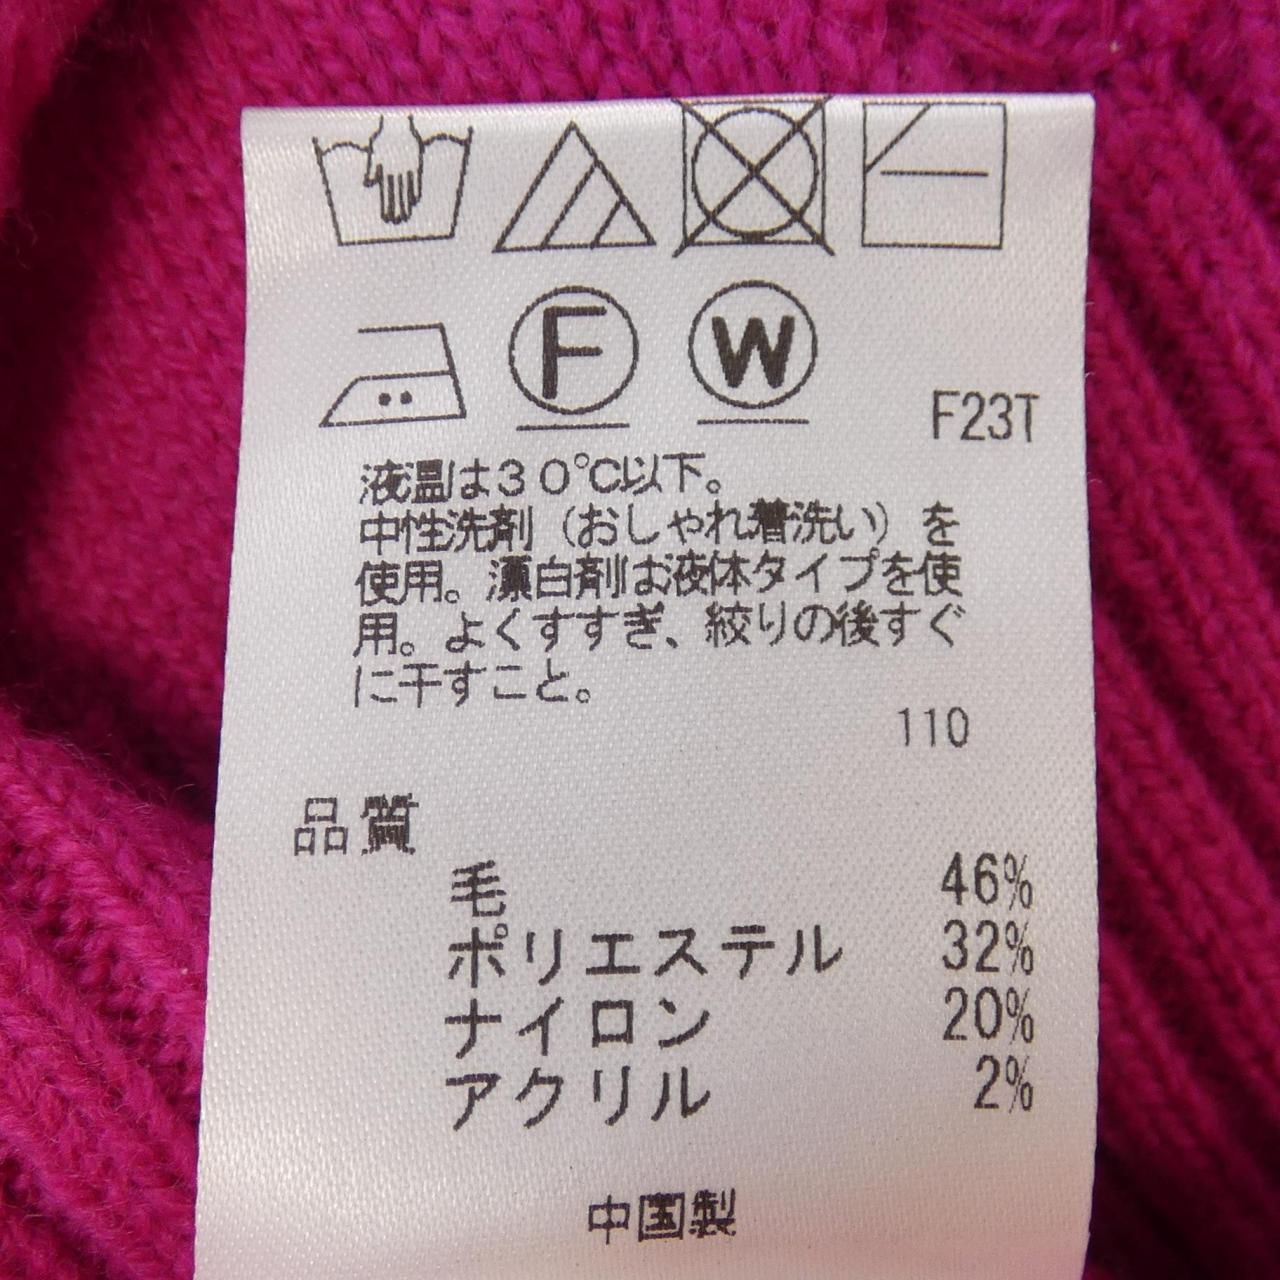 F W
F23T
液温は30℃以下。
中性洗剤（おしゃれ着洗い）を
使用。漂白剤は液体タイプを使
用。よくすすぎ、絞りの後すぐ
に干すこと。
110
品質
毛 46%
ポリエステル 32%
ナイロン 20%
アクリル 2%
中国製